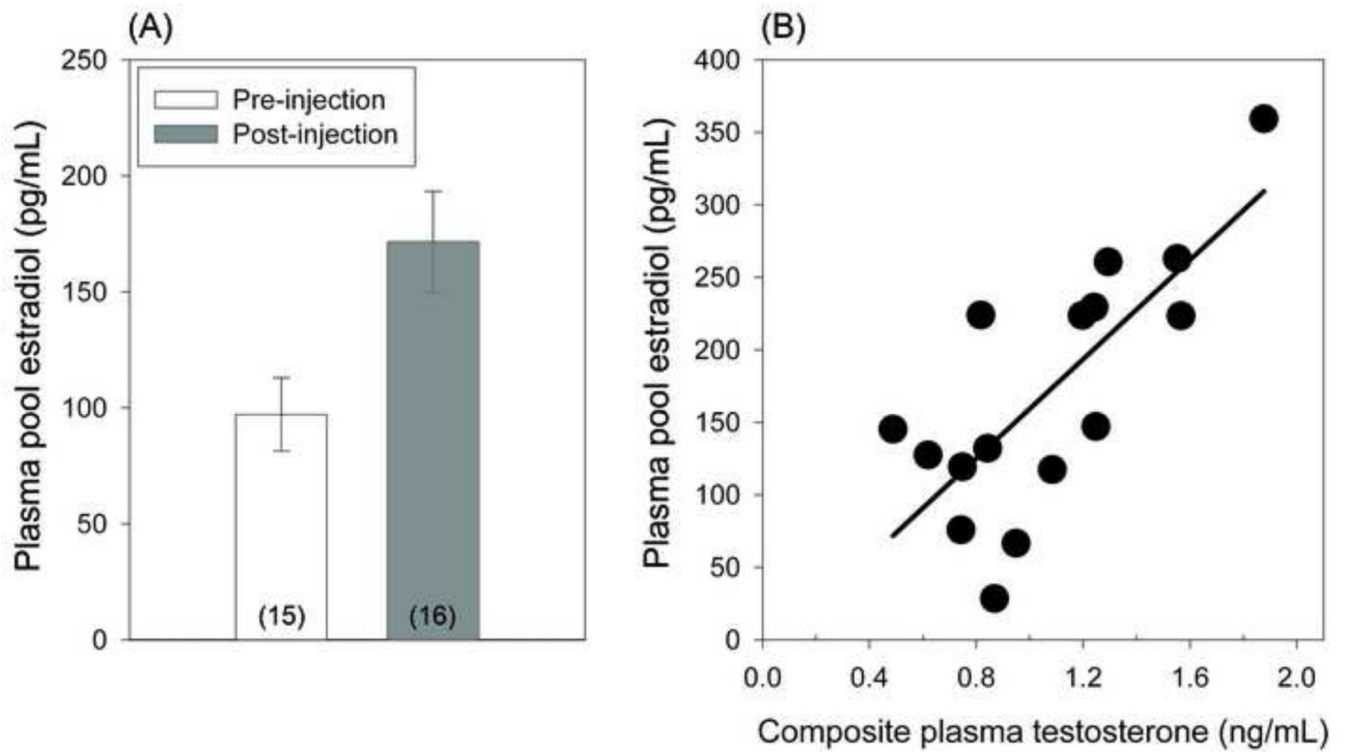 (A)
250
200
150
100
50
0
Plasma pool estradiol (pg/mL)
Pre-injection
Post-injection
(15)
(16)
(B)
400
350
300
250
200
150
100
50
0
Plasma pool estradiol (pg/mL)
0.0 0.4 0.8 1.2 1.6 2.0
Composite plasma testosterone (ng/mL)